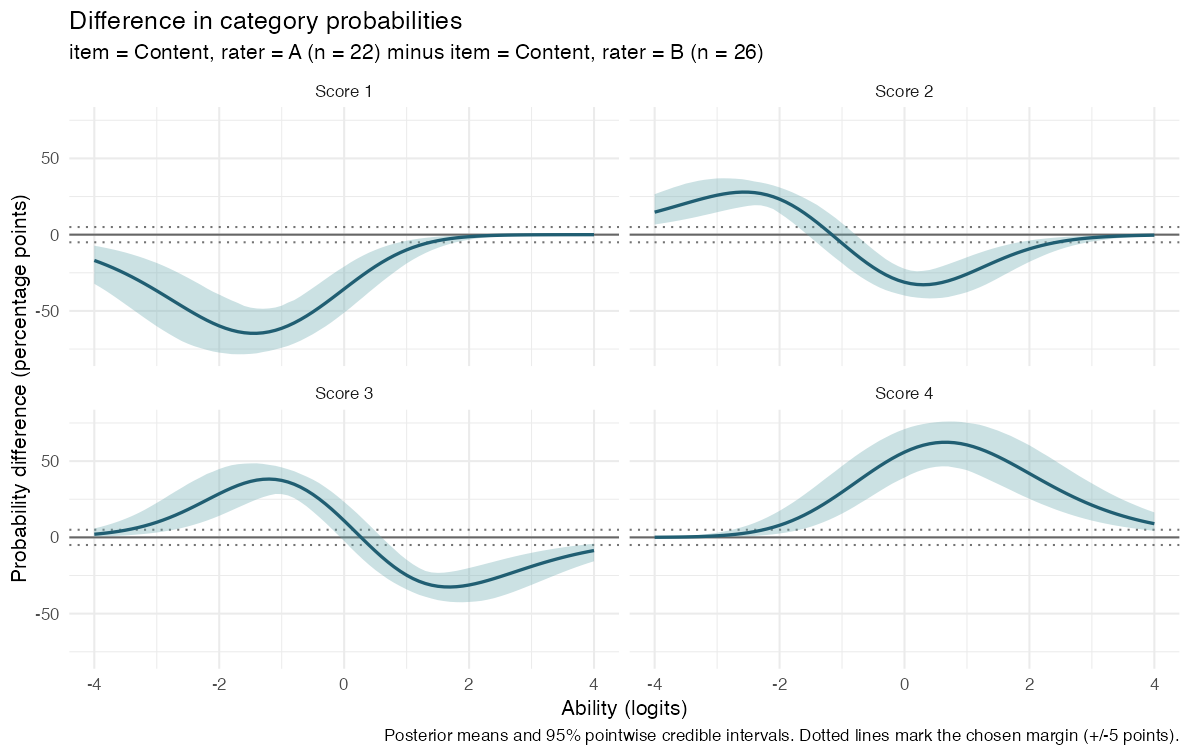 Difference in category probabilities
item = Content, rater = A (n = 22) minus item = Content, rater = B (n = 26)
Score 1
Score 2
50
0
-50
Score 3
Score 4
50
0
-50
Probability difference (percentage points)
-4
-2
0
2
4
-4
-2
0
2
4
Ability (logits)
Posterior means and 95% pointwise credible intervals. Dotted lines mark the chosen margin (+/-5 points).